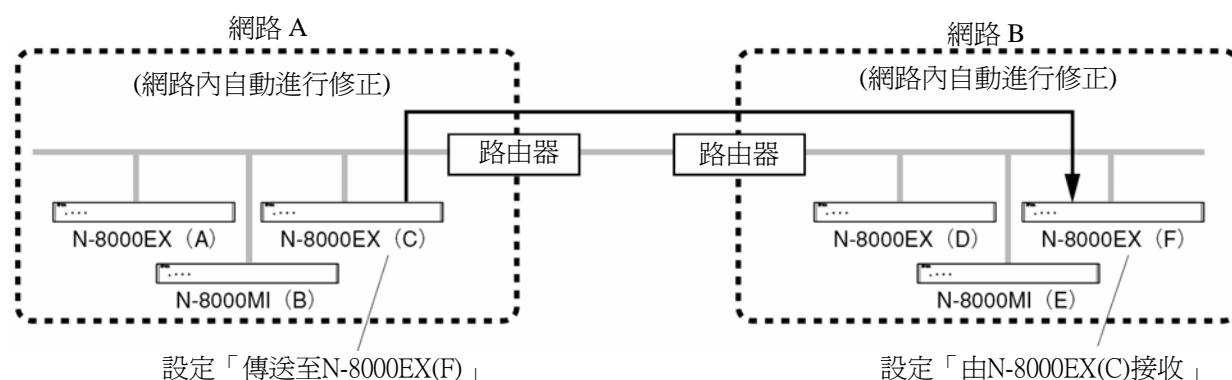 網路 A
網路 B
(網路內自動進行修正)
(網路內自動進行修正)
路由器
路由器
N-8000EX（A）
N-8000EX（C）
N-8000EX（D）
N-8000EX（F）
N-8000MI（B）
N-8000MI（E）
設定「傳送至N-8000EX(F)」
設定「由N-8000EX(C)接收」